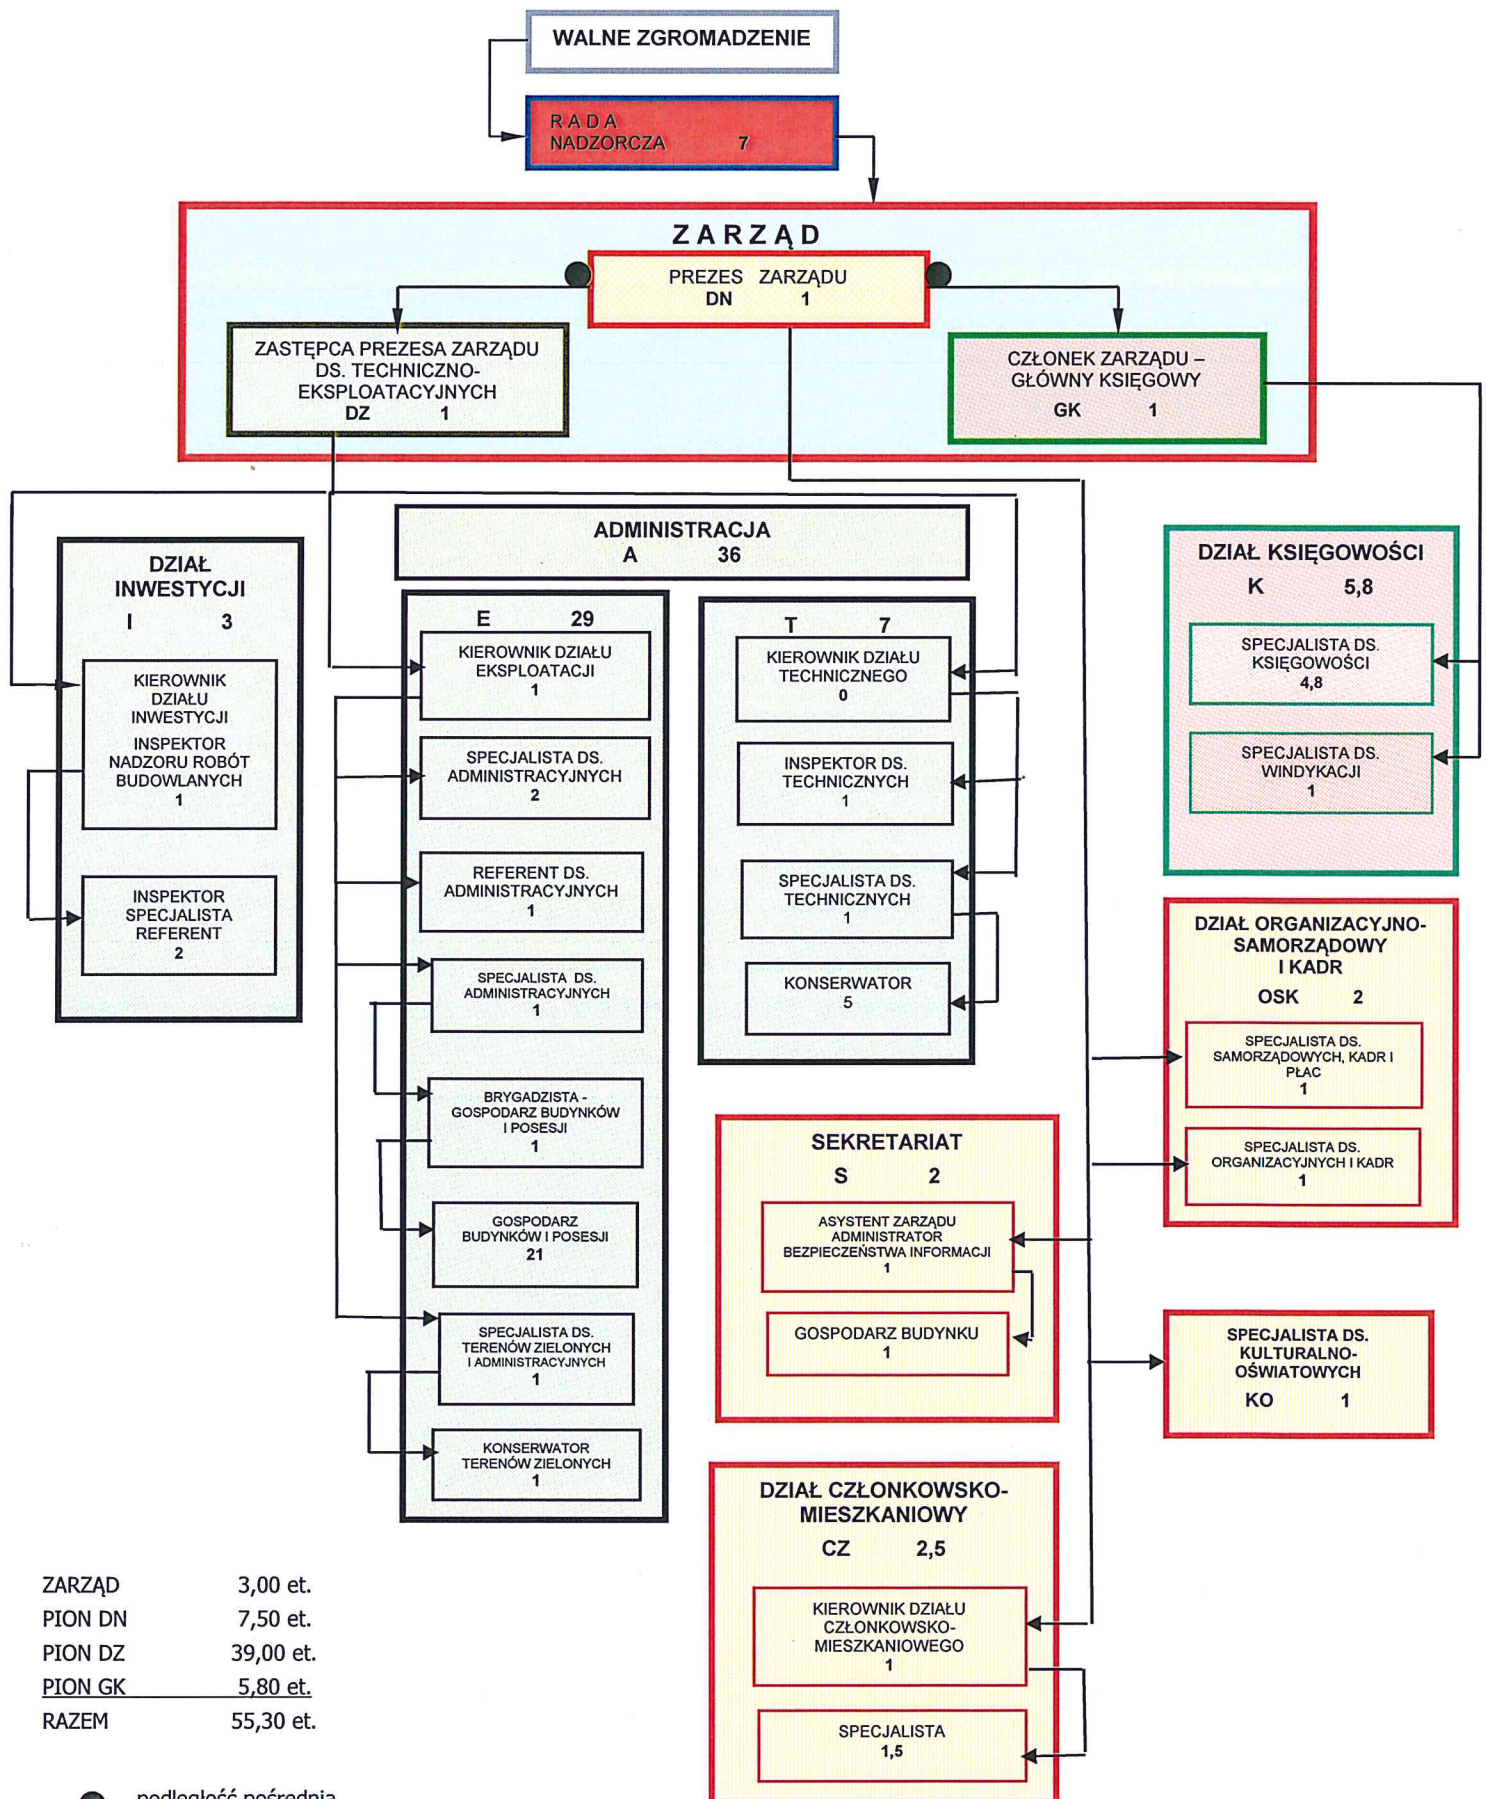 WALNE ZGROMADZENIE
R A D A
NADZORCZA 7
Z A R Z Ą D
PREZES ZARZĄDU
DN 1
ZASTĘPCA PREZESA ZARZĄDU
DS. TECHNICZNO-
EKSPLOATACYJNYCH
DZ 1
CZŁONEK ZARZĄDU –
GŁÓWNY KSIĘGOWY
GK 1
DZIAŁ
INWESTYCJI
I 3
KIEROWNIK
DZIAŁU
INWESTYCJI
INSPEKTOR
NADZORU ROBÓT
BUDOWLANYCH
1
INSPEKTOR
SPECJALISTA
REFERENT
2
ADMINISTRACJA
A 36
E 29
KIEROWNIK DZIAŁU
EKSPLOATACJI
1
SPECJALISTA DS.
ADMINISTRACYJNYCH
2
REFERENT DS.
ADMINISTRACYJNYCH
1
SPECJALISTA DS.
ADMINISTRACYJNYCH
1
BRYGADZISTA -
GOSPODARZ BUDYNKÓW
I POSESJI
1
GOSPODARZ
BUDYNKÓW I POSESJI
21
SPECJALISTA DS.
TERENÓW ZIELONYCH
I ADMINISTRACYJNYCH
1
KONSERWATOR
TERENÓW ZIELONYCH
1
T 7
KIEROWNIK DZIAŁU
TECHNICZNEGO
0
INSPEKTOR DS.
TECHNICZNYCH
1
SPECJALISTA DS.
TECHNICZNYCH
1
KONSERWATOR
5
DZIAŁ KSIĘGOWOŚCI
K 5,8
SPECJALISTA DS.
KSIĘGOWOŚCI
4,8
SPECJALISTA DS.
WINDYKACJI
1
DZIAŁ ORGANIZACYJNO-
SAMORZĄDOWY
I KADR
OSK 2
SPECJALISTA DS.
SAMORZĄDOWYCH, KADR I
PŁAC
1
SPECJALISTA DS.
ORGANIZACYJNYCH I KADR
1
SEKRETARIAT
S 2
ASYSTENT ZARZĄDU
ADMINISTRATOR
BEZPIECZEŃSTWA INFORMACJI
1
GOSPODARZ BUDYNKU
1
SPECJALISTA DS.
KULTURALNO-
OŚWIATOWYCH
KO 1
DZIAŁ CZŁONKOWSKO-
MIESZKANIOWY
CZ 2,5
KIEROWNIK DZIAŁU
CZŁONKOWSKO-
MIESZKANIOWEGO
1
SPECJALISTA
1,5
ZARZĄD 3,00 et.
PION DN 7,50 et.
PION DZ 39,00 et.
PION GK 5,80 et.
RAZEM 55,30 et.
podległość pośrednia